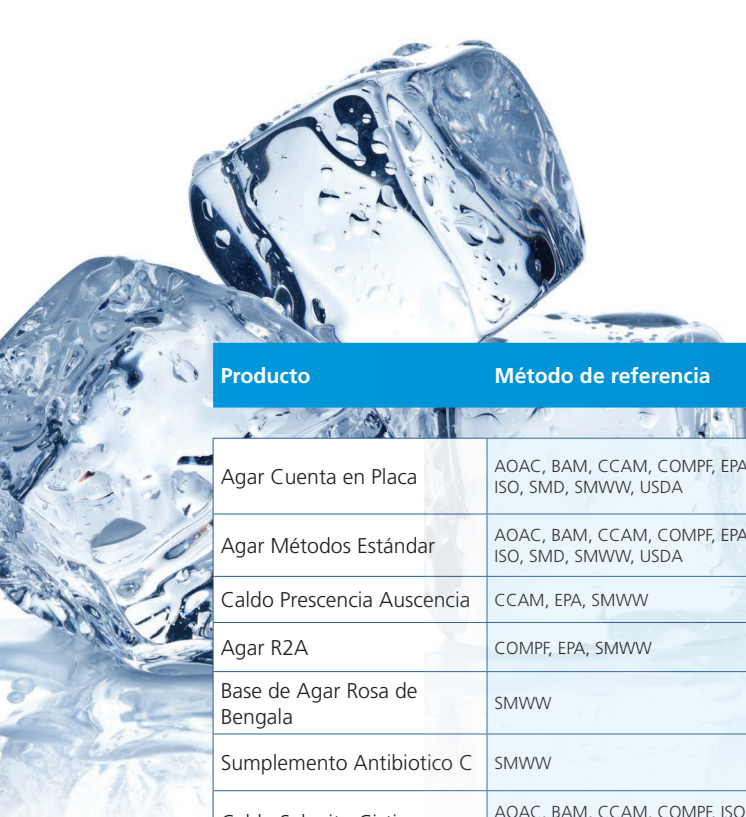 Producto
Método de referencia
Agar Cuenta en Placa
AOAC, BAM, CCAM, COMPF, EPA
ISO, SMD, SMWW, USDA
Agar Métodos Estándar
AOAC, BAM, CCAM, COMPF, EPA
ISO, SMD, SMWW, USDA
Caldo Prescencia Auscencia
CCAM, EPA, SMWW
Agar R2A
COMPF, EPA, SMWW
Base de Agar Rosa de
Bengala
SMWW
Sumplemento Antibiotico C
SMWW
AOAC, BAM, CCAM, COMPF, ISO